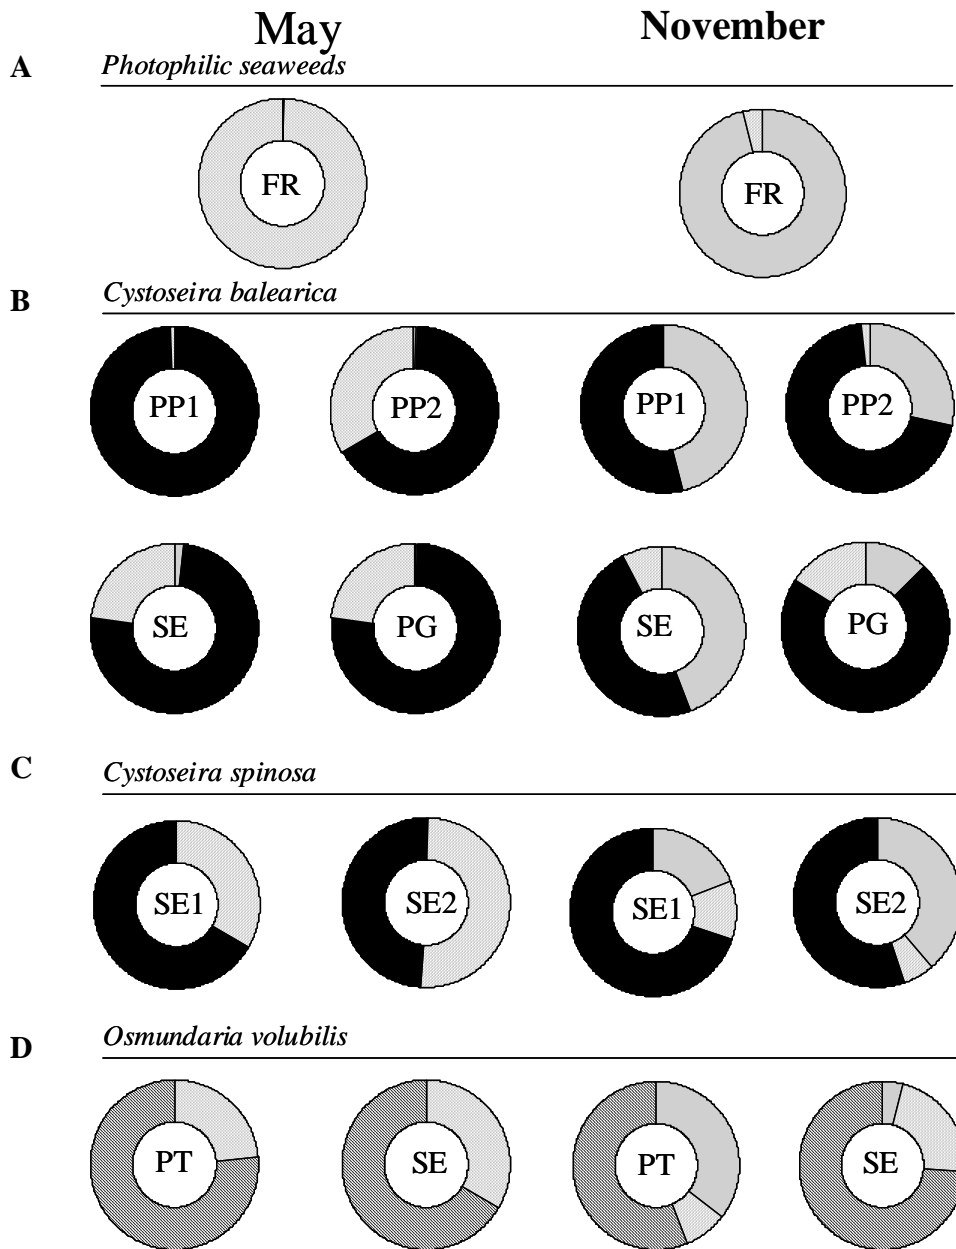 May November
A Photophilic seaweeds
FR FR
B Cystoseira balearica
PP1 PP2 PP1 PP2
SE PG SE PG
C Cystoseira spinosa
SE1 SE2 SE1 SE2
D Osmundaria volubilis
PT SE PT SE